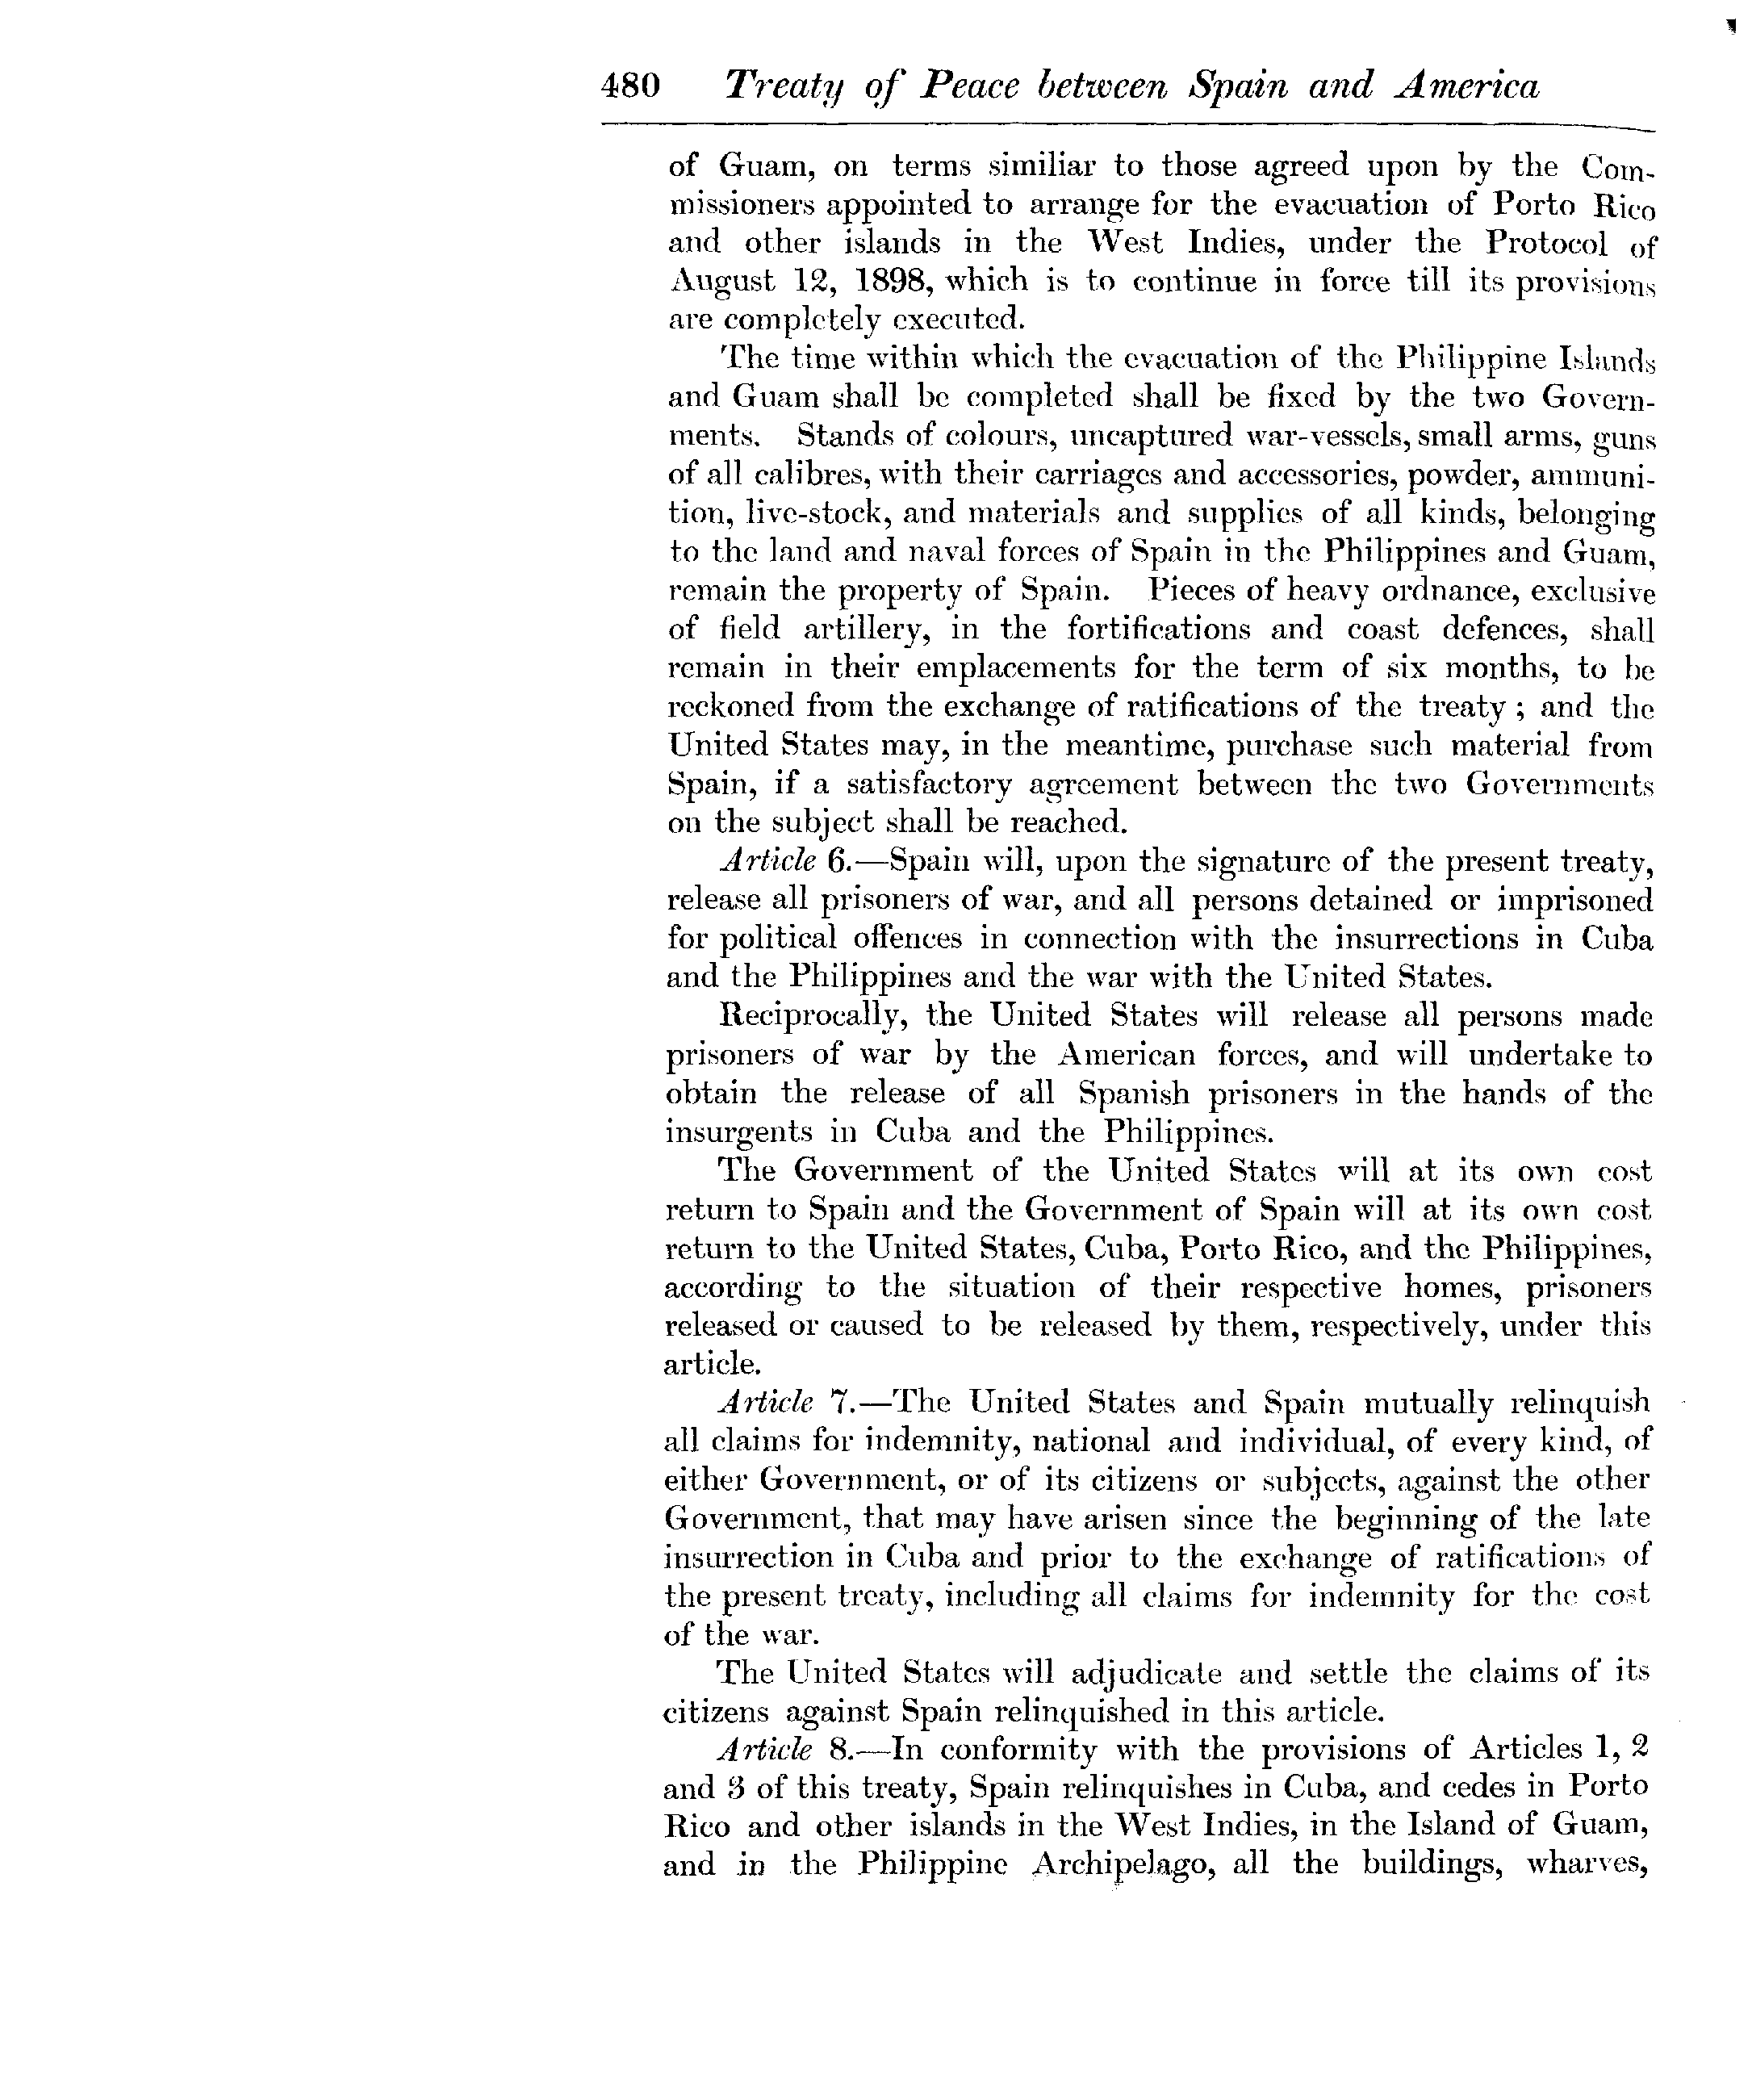 480 Treaty of Peace between Spain and America
of Guam, on terms similiar to those agreed upon by the Com-
missioners appointed to arrange for the evacuation of Porto Rico
and other islands in the West Indies, under the Protocol of
August 12, 1898, which is to continue in force till its provisions
are completely executed.
The time within which the evacuation of the Philippine Islands
and Guam shall be completed shall be fixed by the two Govern-
ments. Stands of colours, uncaptured war-vessels, small arms, guns
of all calibres, with their carriages and accessories, powder, ammuni-
tion, live-stock, and materials and supplies of all kinds, belonging
to the land and naval forces of Spain in the Philippines and Guam,
remain the property of Spain. Pieces of heavy ordnance, exclusive
of field artillery, in the fortifications and coast defences, shall
remain in their emplacements for the term of six months, to be
reckoned from the exchange of ratifications of the treaty ; and the
United States may, in the meantime, purchase such material from
Spain, if a satisfactory agreement between the two Governments
on the subject shall be reached.
Article 6.—Spain will, upon the signature of the present treaty,
release all prisoners of war, and all persons detained or imprisoned
for political offences in connection with the insurrections in Cuba
and the Philippines and the war with the United States.
Reciprocally, the United States will release all persons made
prisoners of war by the American forces, and will undertake to
obtain the release of all Spanish prisoners in the hands of the
insurgents in Cuba and the Philippines.
The Government of the United States will at its own cost
return to Spain and the Government of Spain will at its own cost
return to the United States, Cuba, Porto Rico, and the Philippines,
according to the situation of their respective homes, prisoners
released or caused to be released by them, respectively, under this
article.
Article 7.—The United States and Spain mutually relinquish
all claims for indemnity, national and individual, of every kind, of
either Government, or of its citizens or subjects, against the other
Government, that may have arisen since the beginning of the late
insurrection in Cuba and prior to the exchange of ratifications of
the present treaty, including all claims for indemnity for the cost
of the war.
The United States will adjudicate and settle the claims of its
citizens against Spain relinquished in this article.
Article 8.—In conformity with the provisions of Articles 1, 2
and 3 of this treaty, Spain relinquishes in Cuba, and cedes in Porto
Rico and other islands in the West Indies, in the Island of Guam,
and in the Philippine Archipelago, all the buildings, wharves,